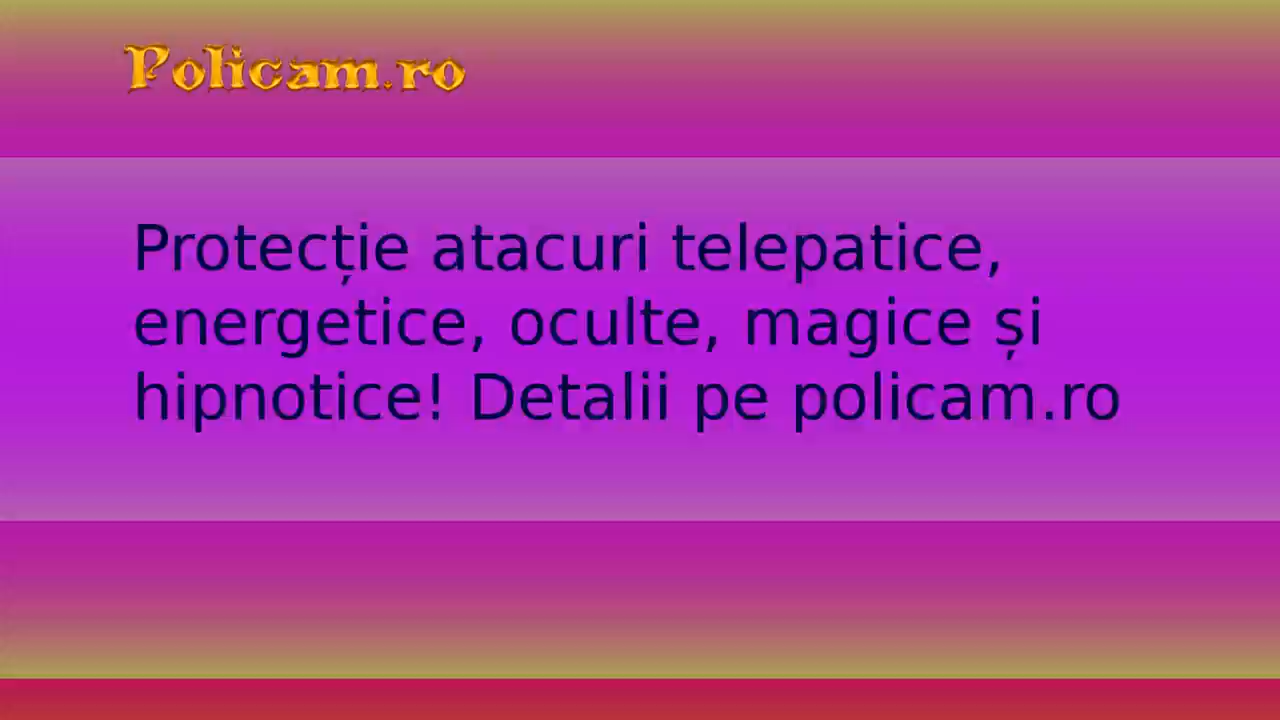 Policam.ro
Protecție atacuri telepatice,
energetice, oculte, magice și
hipnotice! Detalii pe policam.ro